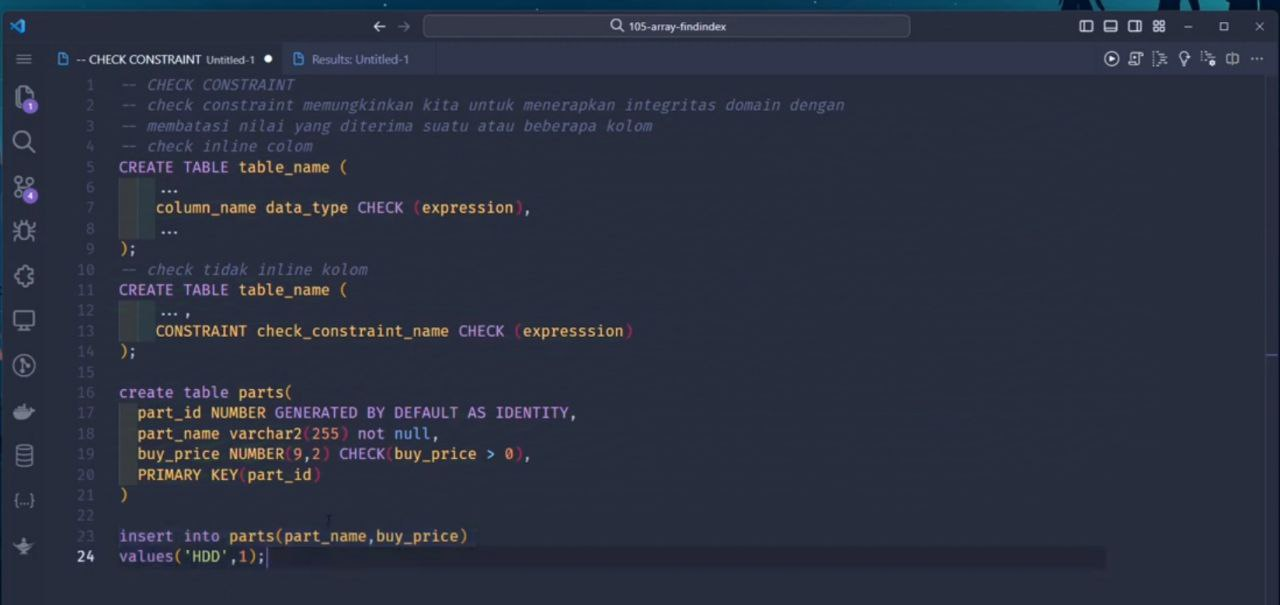 105-array-findindex
-- CHECK CONSTRAINT Untitled-1 Results: Untitled-1
1 -- CHECK CONSTRAINT
2 -- check constraint memungkinkan kita untuk menerapkan integritas domain dengan
3 -- membatasi nilai yang diterima suatu atau beberapa kolom
4 -- check inline colom
5 CREATE TABLE table_name (
6 ...
7 column_name data_type CHECK (expression),
8 ...
9 );
10 -- check tidak inline kolom
11 CREATE TABLE table_name (
12 ...,
13 CONSTRAINT check_constraint_name CHECK (expresssion)
14 );
15
16 create table parts(
17 part_id NUMBER GENERATED BY DEFAULT AS IDENTITY,
18 part_name varchar2(255) not null,
19 buy_price NUMBER(9,2) CHECK(buy_price > 0),
20 PRIMARY KEY(part_id)
21 )
22
23 insert into parts(part_name,buy_price)
24 values('HDD',1);
1
4